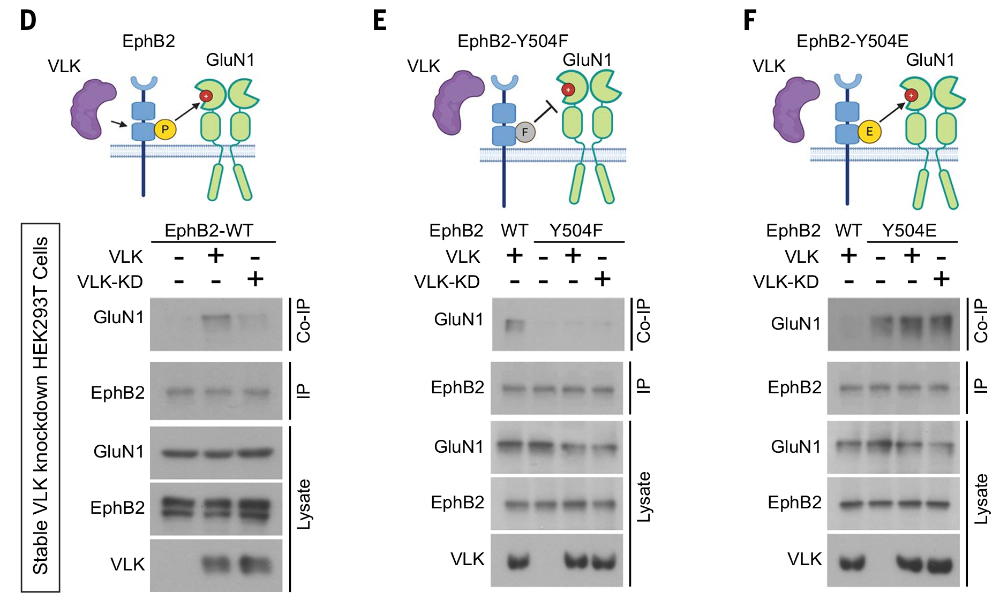 D
EphB2
VLK
GluN1
+
P
Stable VLK knockdown HEK293T Cells
EphB2-WT
VLK - + -
VLK-KD - - +
GluN1
Co-IP
EphB2
IP
GluN1
EphB2
VLK
Lysate
E
EphB2-Y504F
VLK
GluN1
+
F
EphB2 WT Y504F
VLK + - + -
VLK-KD - - - +
GluN1
Co-IP
EphB2
IP
GluN1
EphB2
VLK
Lysate
F
EphB2-Y504E
VLK
GluN1
+
E
EphB2 WT Y504E
VLK + - + -
VLK-KD - - - +
GluN1
Co-IP
EphB2
IP
GluN1
EphB2
VLK
Lysate